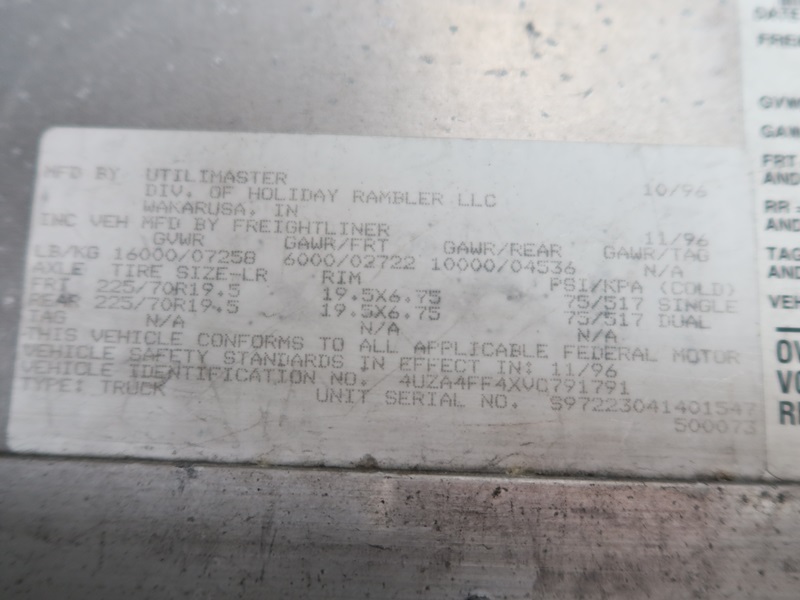 MFD BY UTILIMASTER 10/96
DIV. OF HOLIDAY RAMBLER LLC
WAKARUSA, IN
INC VEH MFD BY FREIGHTLINER 11/96
GVWR GAWR/FRT GAWR/REAR GAWR/TAG
LB/KG 16000/07258 6000/02722 10000/04536 N/A
AXLE TIRE SIZE-LR RIM PSI/KPA (COLD)
FRT 225/70R19.5 19.5X6.75 75/517 SINGLE
REAR 225/70R19.5 19.5X6.75 75/517 DUAL
TAG N/A N/A N/A
THIS VEHICLE CONFORMS TO ALL APPLICABLE FEDERAL MOTOR
VEHICLE SAFETY STANDARDS IN EFFECT IN: 11/96
VEHICLE IDENTIFICATION NO. 4UZA4FF4XVC791791
TYPE: TRUCK UNIT SERIAL NO. S97223041401547
500073
DATE
GVW
GAW
FRT
AND
RR =
AND
TAG
AND
VEH
OV
VO
RE